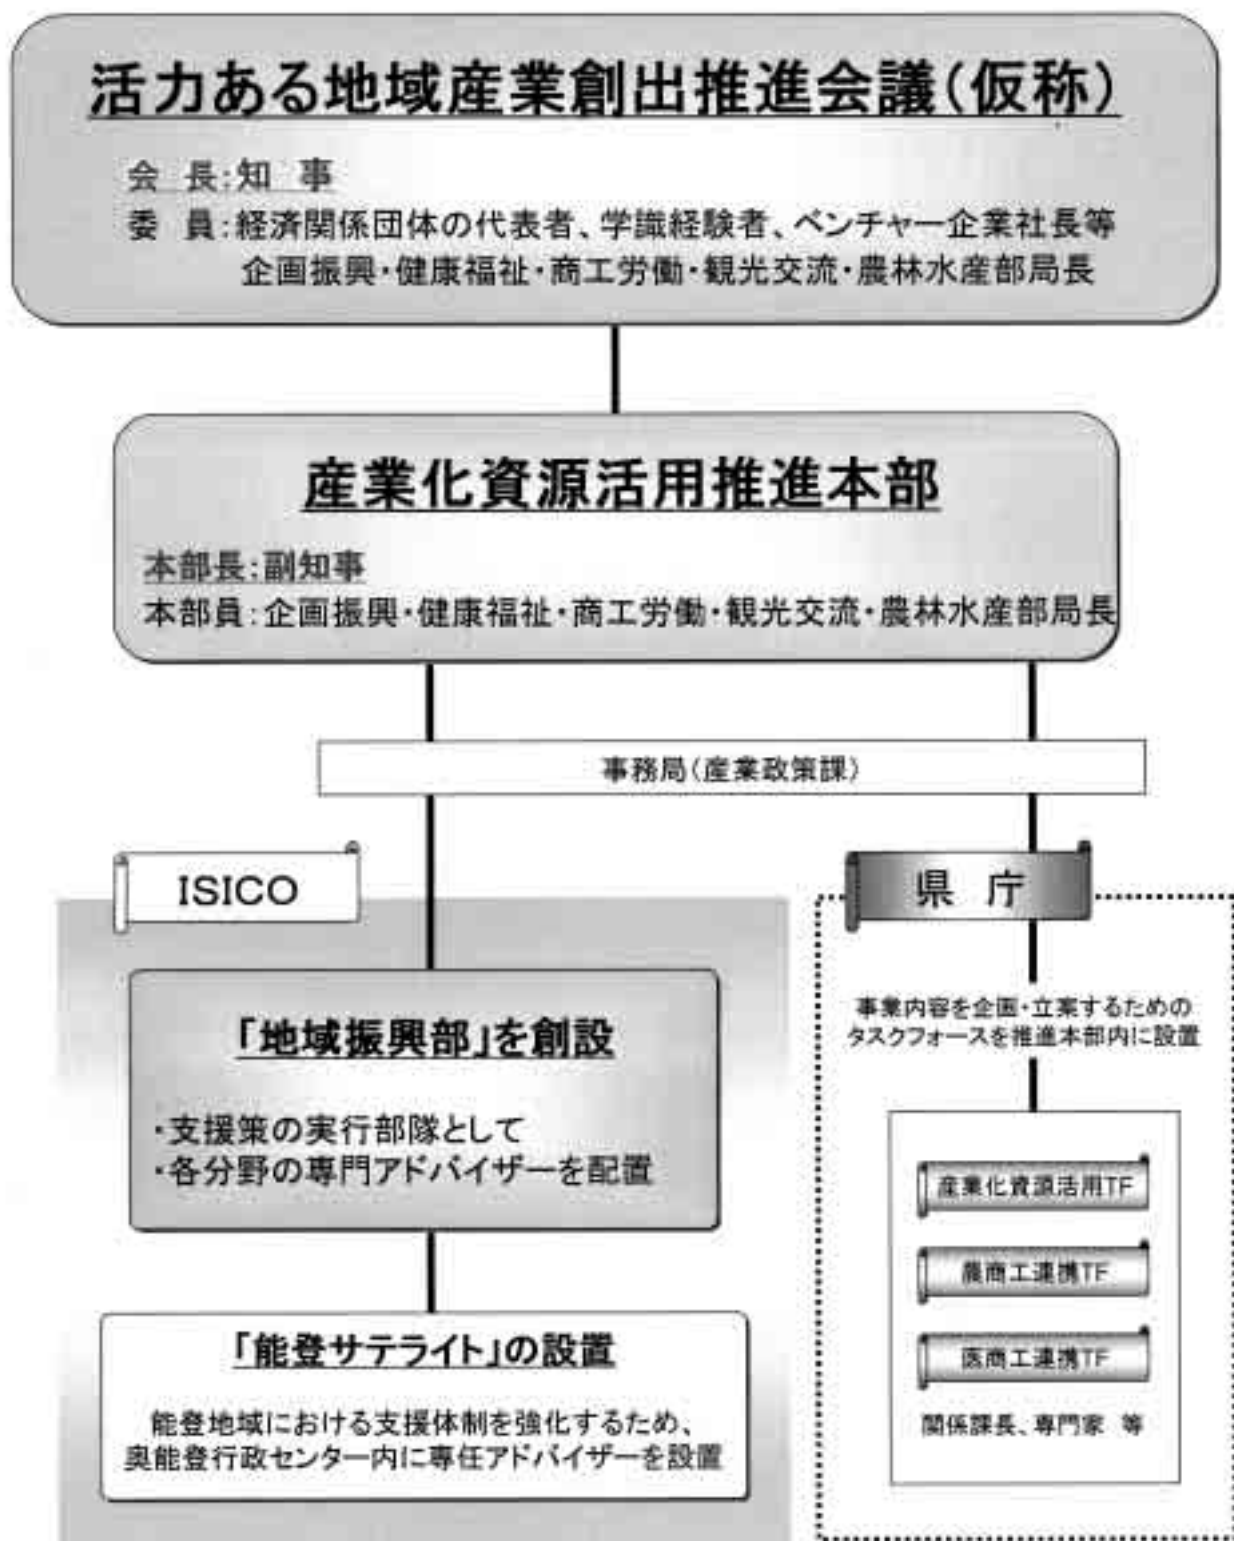 活力ある地域産業創出推進会議(仮称)
会 長:知 事
委 員:経済関係団体の代表者、学識経験者、ベンチャー企業社長等
企画振興・健康福祉・商工労働・観光交流・農林水産部局長
産業化資源活用推進本部
本部長:副知事
本部員:企画振興・健康福祉・商工労働・観光交流・農林水産部局長
事務局(産業政策課)
ISICO
「地域振興部」を創設
・支援策の実行部隊として
・各分野の専門アドバイザーを配置
「能登サテライト」の設置
能登地域における支援体制を強化するため、
奥能登行政センター内に専任アドバイザーを設置
県 庁
事業内容を企画・立案するための
タスクフォースを推進本部内に設置
産業化資源活用TF
農商工連携TF
医商工連携TF
関係課長、専門家 等